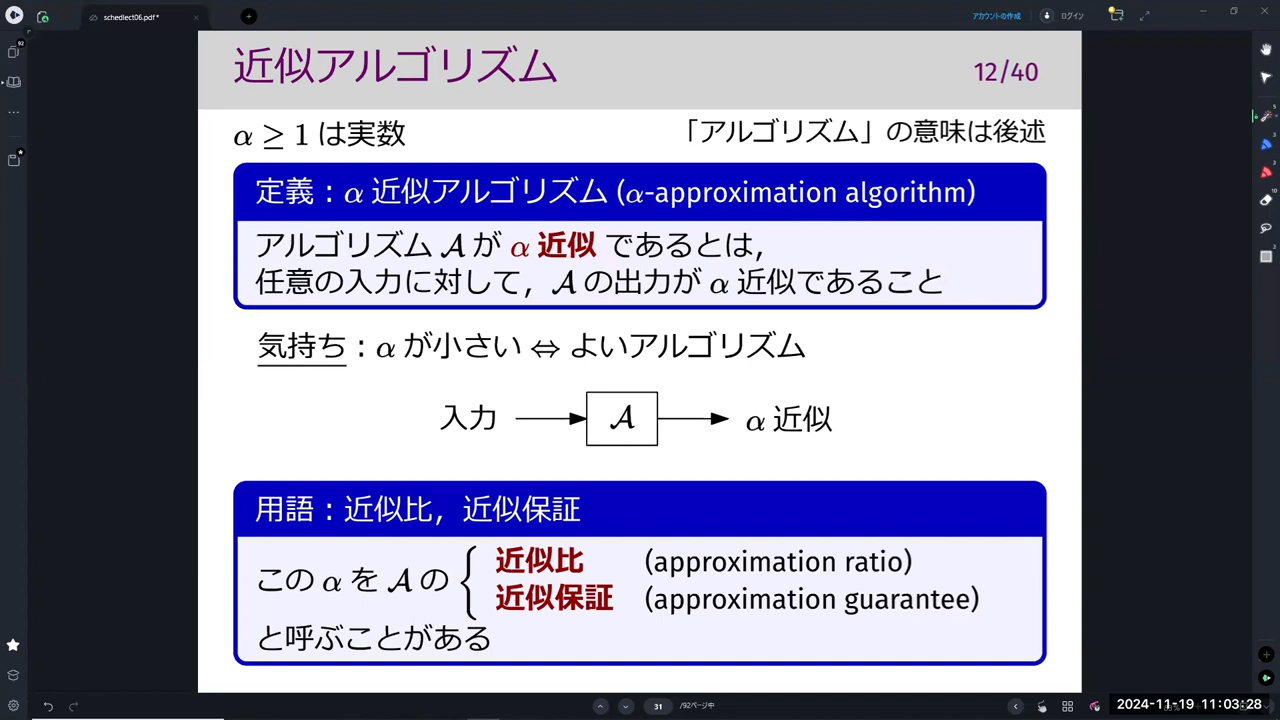 schedlect06.pdf*
アカウントの作成
ログイン
92
近似アルゴリズム
12/40
α ≥ 1 は実数
「アルゴリズム」の意味は後述
定義：α 近似アルゴリズム (α-approximation algorithm)
アルゴリズム 𝒜 が α 近似 であるとは,
任意の入力に対して，𝒜 の出力が α 近似であること
気持ち：α が小さい ⇔ よいアルゴリズム
入力 → 𝒜 → α 近似
用語：近似比，近似保証
この α を 𝒜 の { 近似比 (approximation ratio)
近似保証 (approximation guarantee)
と呼ぶことがある
31 /92ページ中
2024-11-19 11:03:28